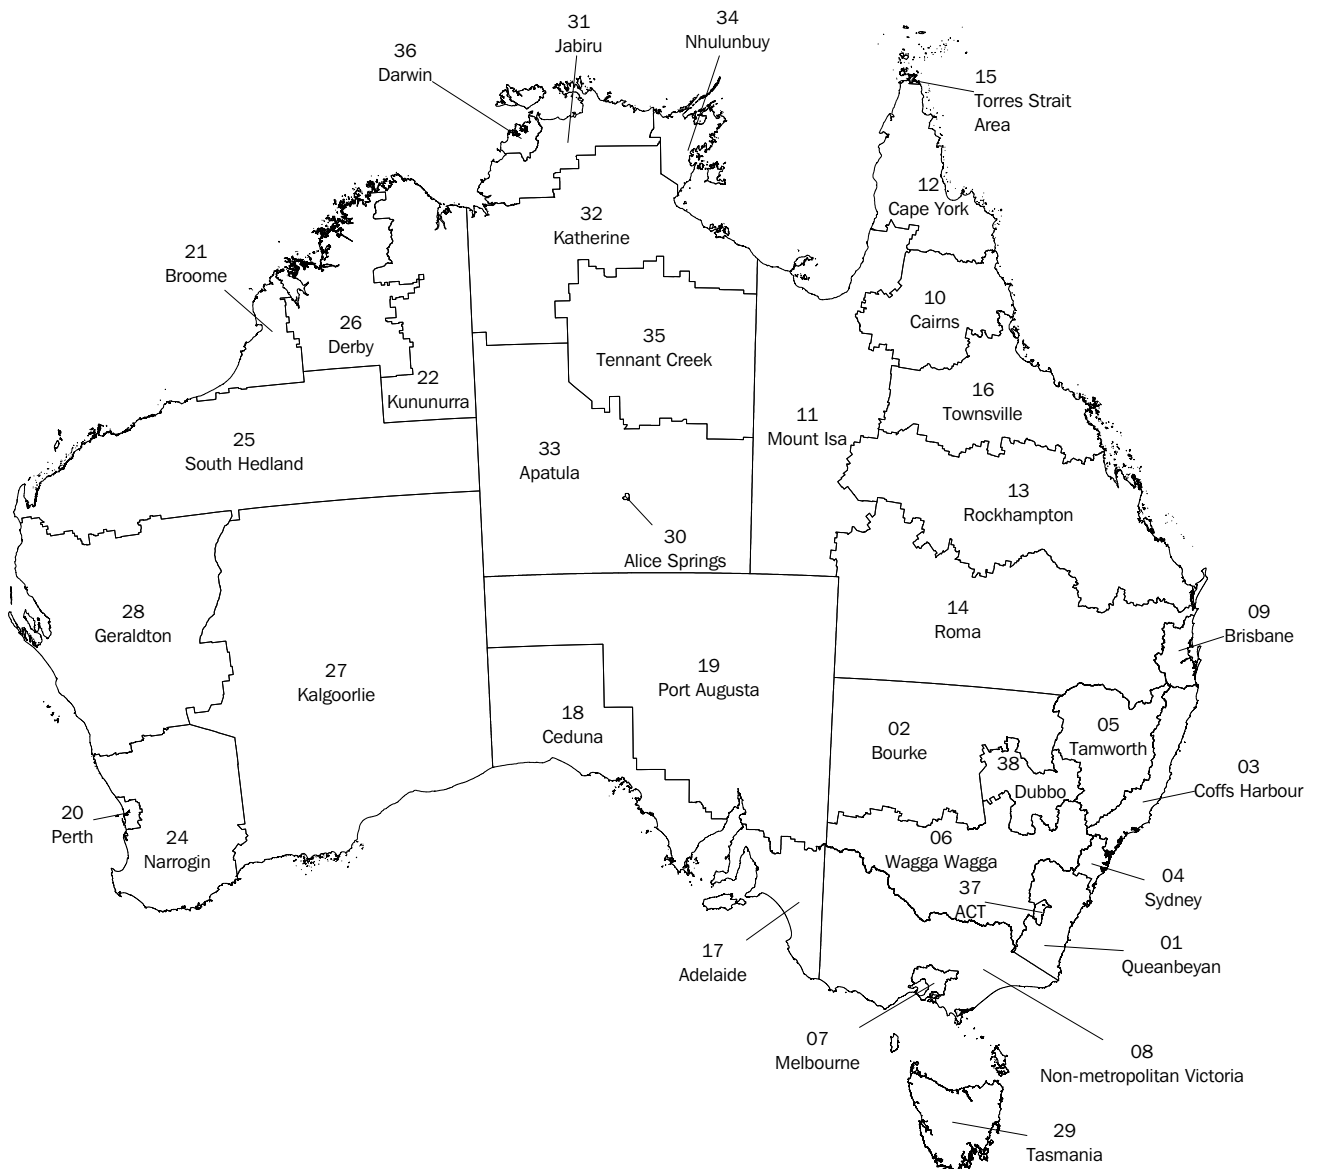 31
Jabiru
34
Nhulunbuy
36
Darwin
15
Torres Strait
Area
12
Cape York
32
Katherine
21
Broome
10
Cairns
26
Derby
35
Tennant Creek
22
Kununurra
16
Townsville
11
Mount Isa
25
South Hedland
33
Apatula
13
Rockhampton
30
Alice Springs
28
Geraldton
14
Roma
09
Brisbane
27
Kalgoorlie
19
Port Augusta
18
Ceduna
02
Bourke
05
Tamworth
38
Dubbo
03
Coffs Harbour
20
Perth
24
Narrogin
06
Wagga Wagga
04
Sydney
37
ACT
01
Queanbeyan
17
Adelaide
07
Melbourne
08
Non-metropolitan Victoria
29
Tasmania